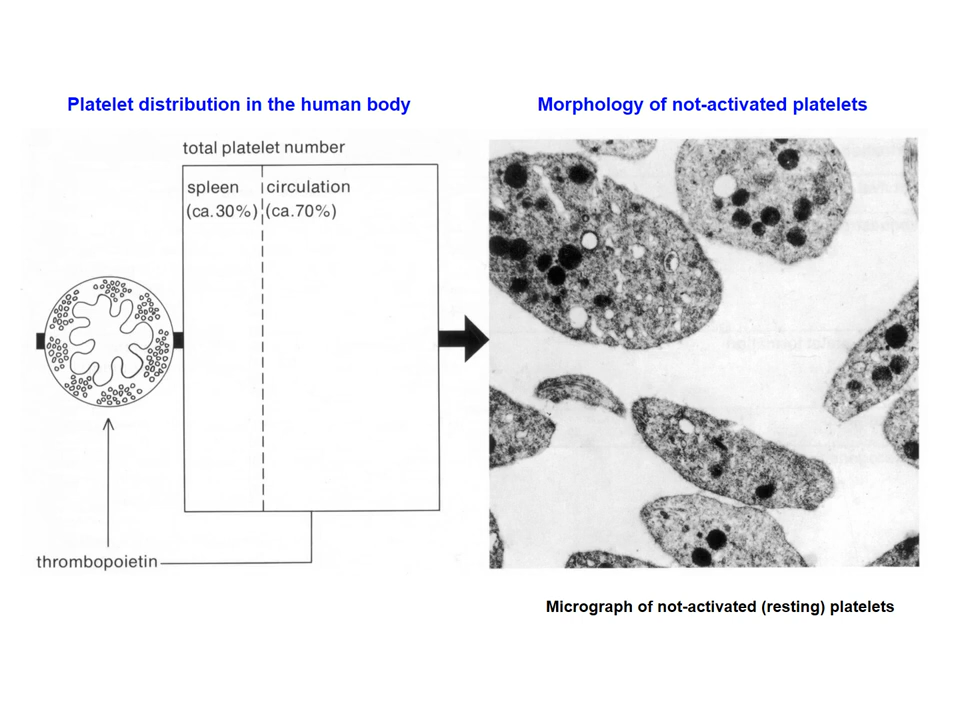 Platelet distribution in the human body
Morphology of not-activated platelets
total platelet number
spleen
circulation
(ca.30%)
(ca.70%)
thrombopoietin
Micrograph of not-activated (resting) platelets